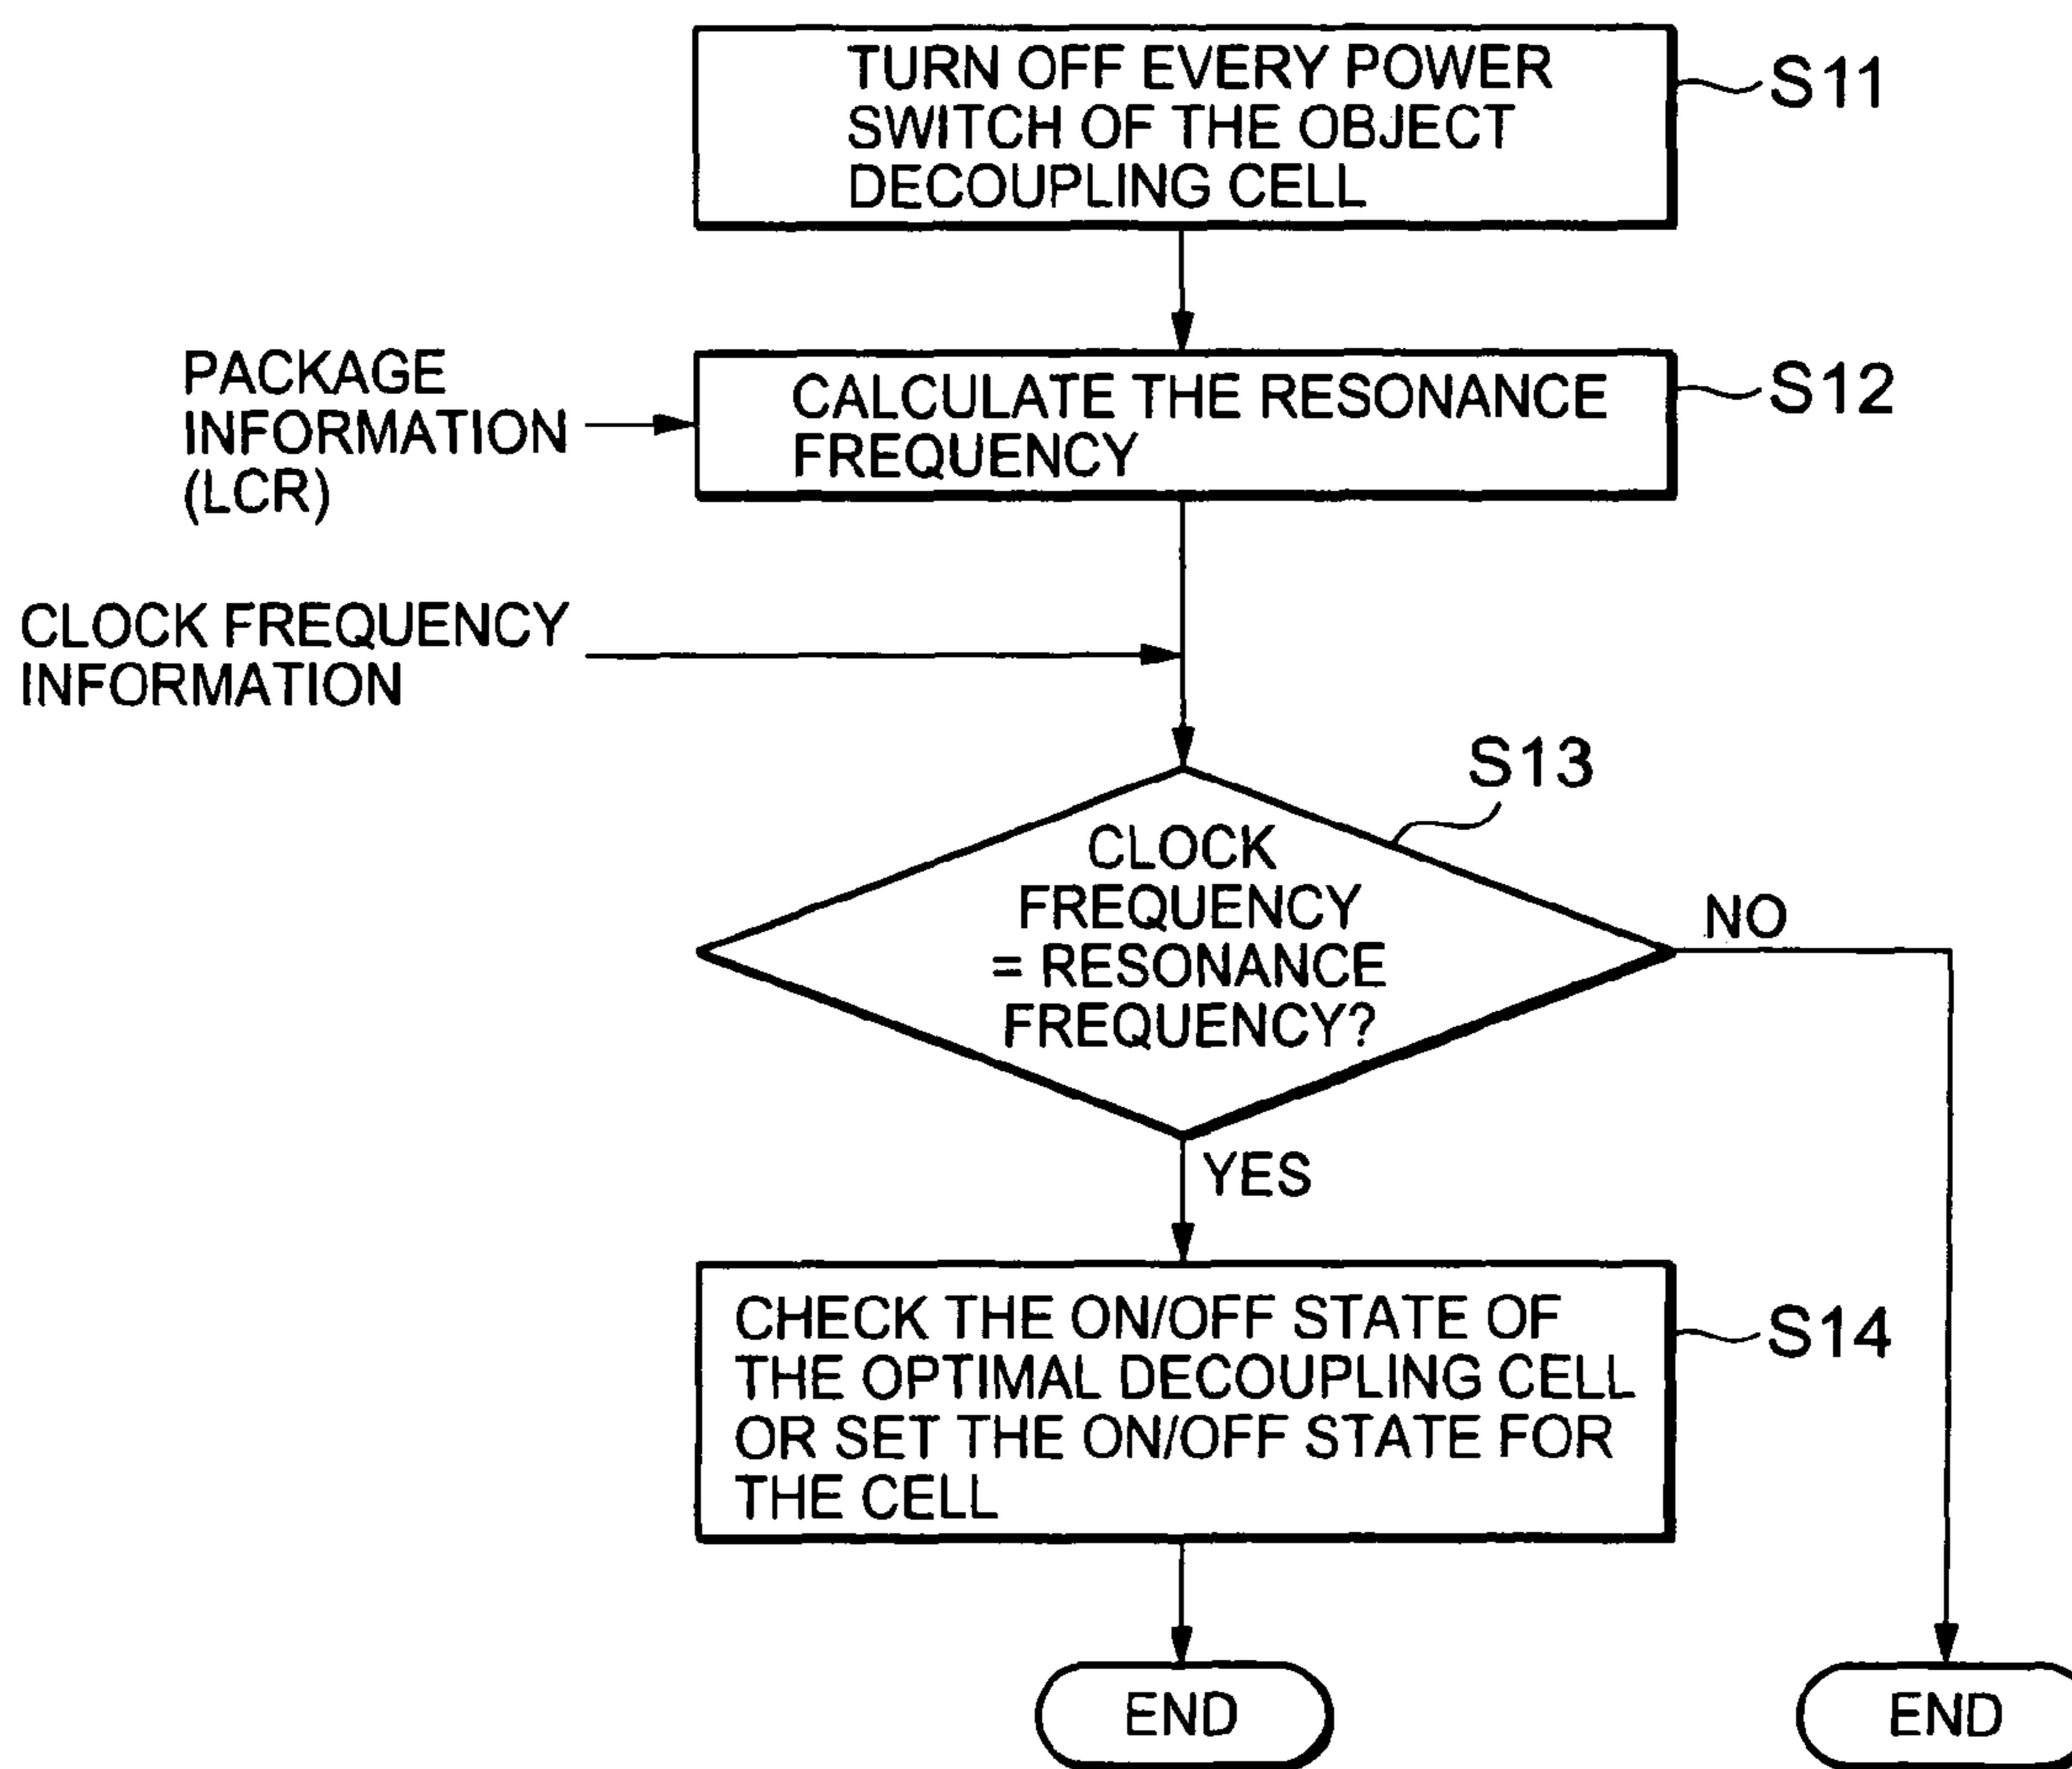 TURN OFF EVERY POWER
SWITCH OF THE OBJECT
DECOUPLING CELL
S11
PACKAGE
INFORMATION
(LCR)
CALCULATE THE RESONANCE
FREQUENCY
S12
CLOCK FREQUENCY
INFORMATION
S13
CLOCK
FREQUENCY
= RESONANCE
FREQUENCY?
NO
YES
CHECK THE ON/OFF STATE OF
THE OPTIMAL DECOUPLING CELL
OR SET THE ON/OFF STATE FOR
THE CELL
S14
END
END